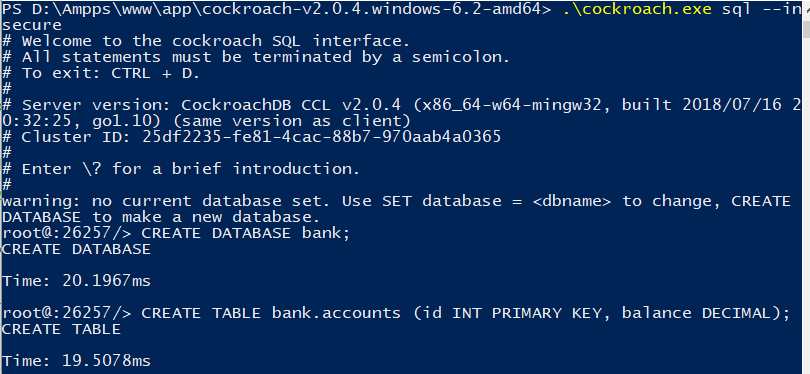 PS D:\Ampps\www\app\cockroach-v2.0.4.windows-6.2-amd64> .\cockroach.exe sql --in
secure
# Welcome to the cockroach SQL interface.
# All statements must be terminated by a semicolon.
# To exit: CTRL + D.
#
# Server version: CockroachDB CCL v2.0.4 (x86_64-w64-mingw32, built 2018/07/16 2
0:32:25, go1.10) (same version as client)
# Cluster ID: 25df2235-fe81-4cac-88b7-970aab4a0365
#
# Enter \? for a brief introduction.
#
warning: no current database set. Use SET database = <dbname> to change, CREATE
DATABASE to make a new database.
root@:26257/> CREATE DATABASE bank;
CREATE DATABASE
Time: 20.1967ms
root@:26257/> CREATE TABLE bank.accounts (id INT PRIMARY KEY, balance DECIMAL);
CREATE TABLE
Time: 19.5078ms